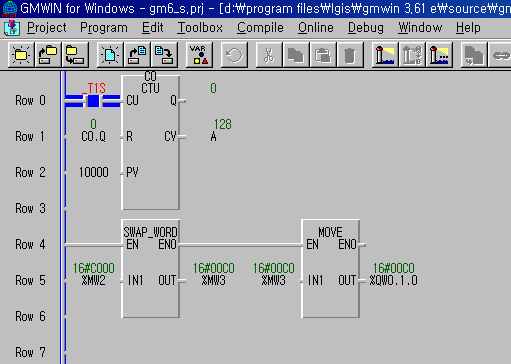 GMWIN for Windows - gm6_s.prj - [d:\program files\lgis\gmwin 3.61 e\source\gm
Project Program Edit Toolbox Compile Online Debug Window Help
VAR
_T1S C0 CTU 0
Row 0 CU Q
0 128
Row 1 C0.Q R CV A
Row 2 10000 PV
Row 3
SWAP_WORD MOVE
Row 4 EN ENO EN ENO
16#C000 16#00C0 16#00C0 16#00C0
Row 5 %MW2 IN1 OUT %MW3 %MW3 IN1 OUT %QW0.1.0
Row 6
Row 7